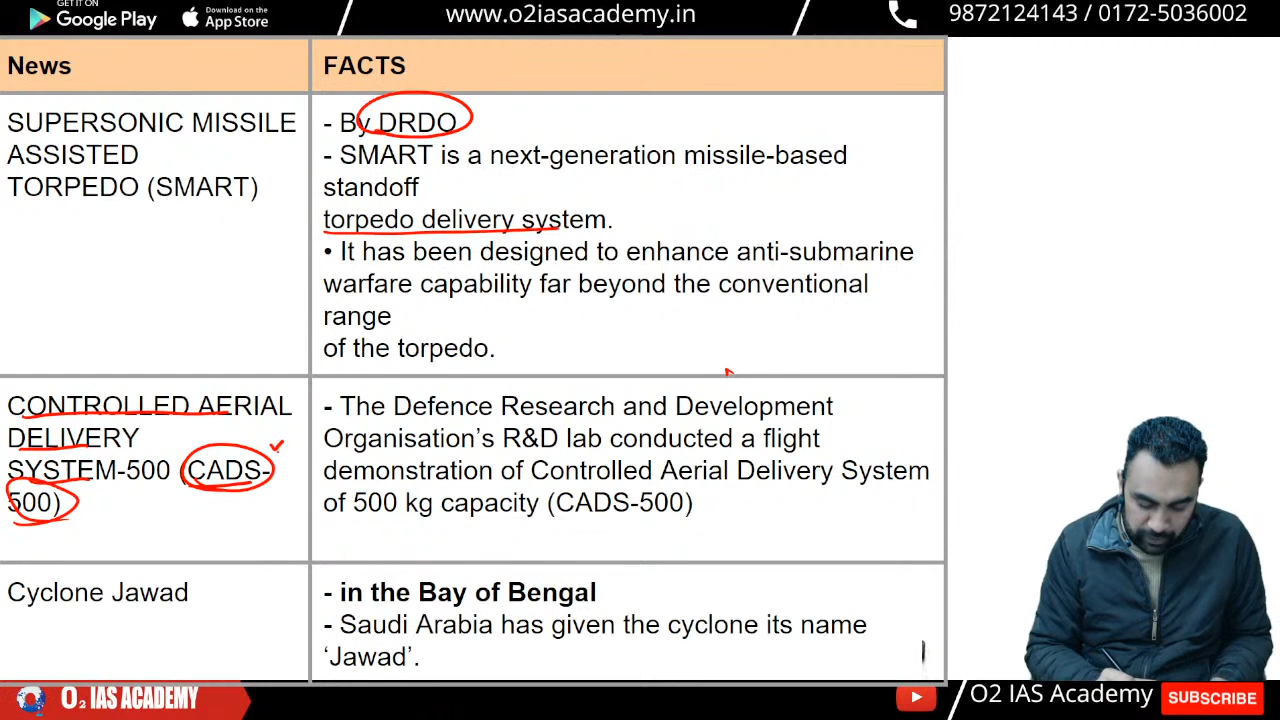 GET IT ON
Google Play
Download on the
App Store
www.o2iasacademy.in
9872124143 / 0172-5036002
News
FACTS
SUPERSONIC MISSILE
ASSISTED
TORPEDO (SMART)
- By DRDO
- SMART is a next-generation missile-based
standoff
torpedo delivery system.
• It has been designed to enhance anti-submarine
warfare capability far beyond the conventional
range
of the torpedo.
CONTROLLED AERIAL
DELIVERY
SYSTEM-500 (CADS-
500)
- The Defence Research and Development
Organisation’s R&D lab conducted a flight
demonstration of Controlled Aerial Delivery System
of 500 kg capacity (CADS-500)
Cyclone Jawad
- in the Bay of Bengal
- Saudi Arabia has given the cyclone its name
‘Jawad’.
O2 IAS ACADEMY
O2 IAS Academy
SUBSCRIBE